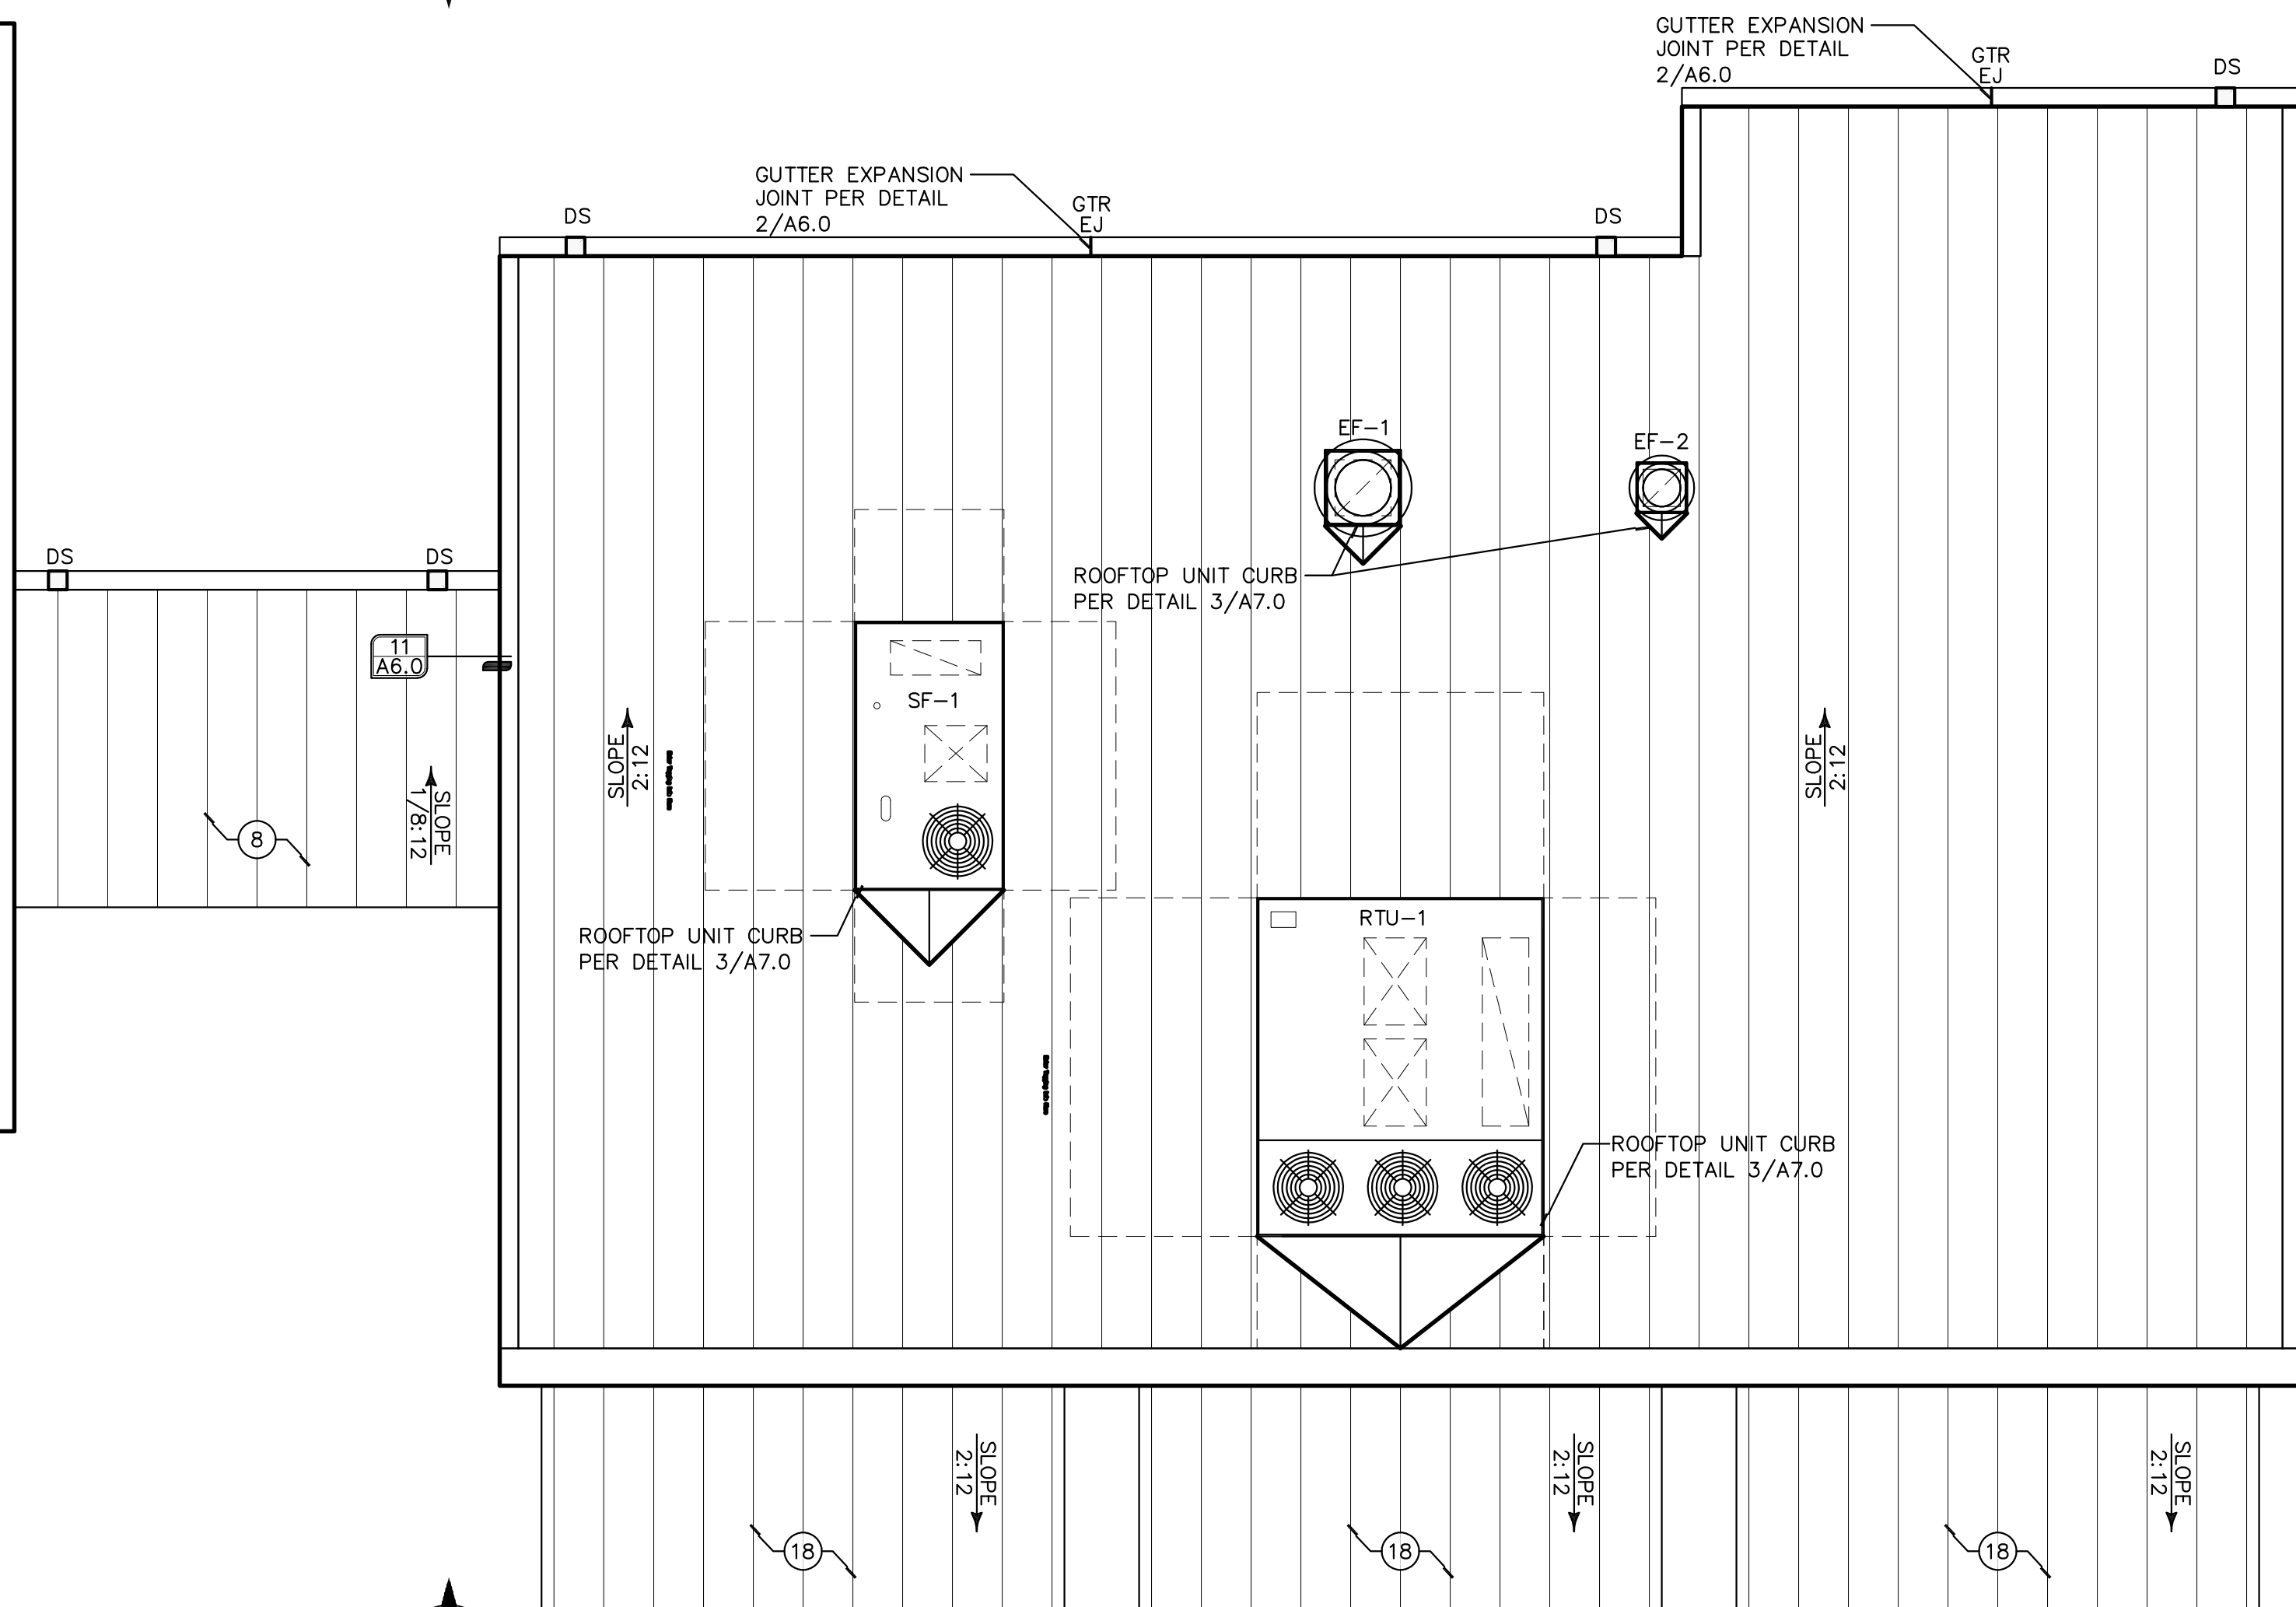 GUTTER EXPANSION
JOINT PER DETAIL
2/A6.0
GTR
EJ
DS
GUTTER EXPANSION
JOINT PER DETAIL
2/A6.0
GTR
EJ
DS
DS
EF-1
EF-2
DS
DS
ROOFTOP UNIT CURB
PER DETAIL 3/A7.0
11
A6.0
SF-1
SLOPE
2:12
SLOPE
2:12
SLOPE
1/8:12
8
ROOFTOP UNIT CURB
PER DETAIL 3/A7.0
RTU-1
ROOFTOP UNIT CURB
PER DETAIL 3/A7.0
SLOPE
2:12
SLOPE
2:12
SLOPE
2:12
18
18
18